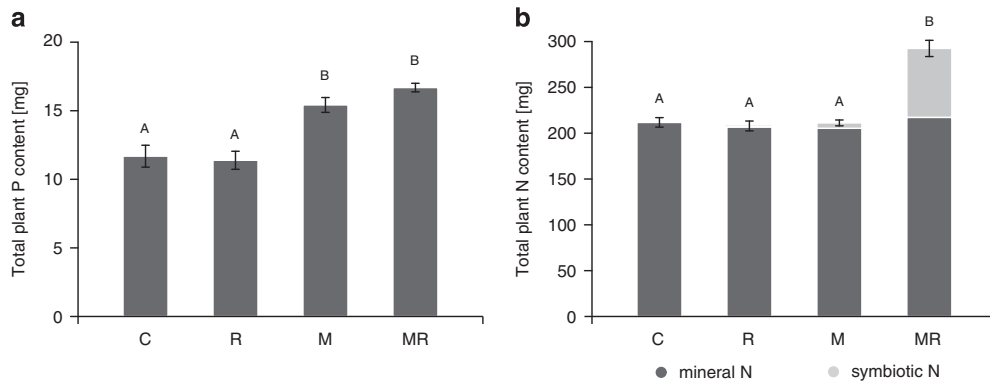 a
Total plant P content [mg]
20
15
10
5
0
A
A
B
B
C
R
M
MR
b
Total plant N content [mg]
300
250
200
150
100
50
0
A
A
A
B
C
R
M
MR
mineral N
symbiotic N